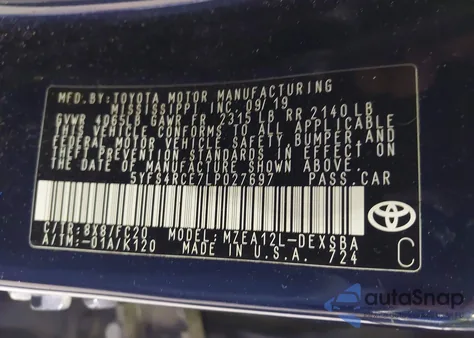 MFD.BY:TOYOTA MOTOR MANUFACTURING
MISSISSIPPI, INC. 09/19
GVWR 4065LB GAWR FR 2315 LB RR 2140 LB
THIS VEHICLE CONFORMS TO ALL APPLICABLE
FEDERAL MOTOR VEHICLE SAFETY, BUMPER AND
THEFT PREVENTION STANDARDS IN EFFECT ON
THE DATE OF MANUFACTURE SHOWN ABOVE.
5YFS4RCE7LP027697 PASS.CAR
C/TR:8X8/FC20 MODEL:MZEA12L-DEXSBA
A/TM:-01A/K120 MADE IN U.S.A. 724
C
autoSnap